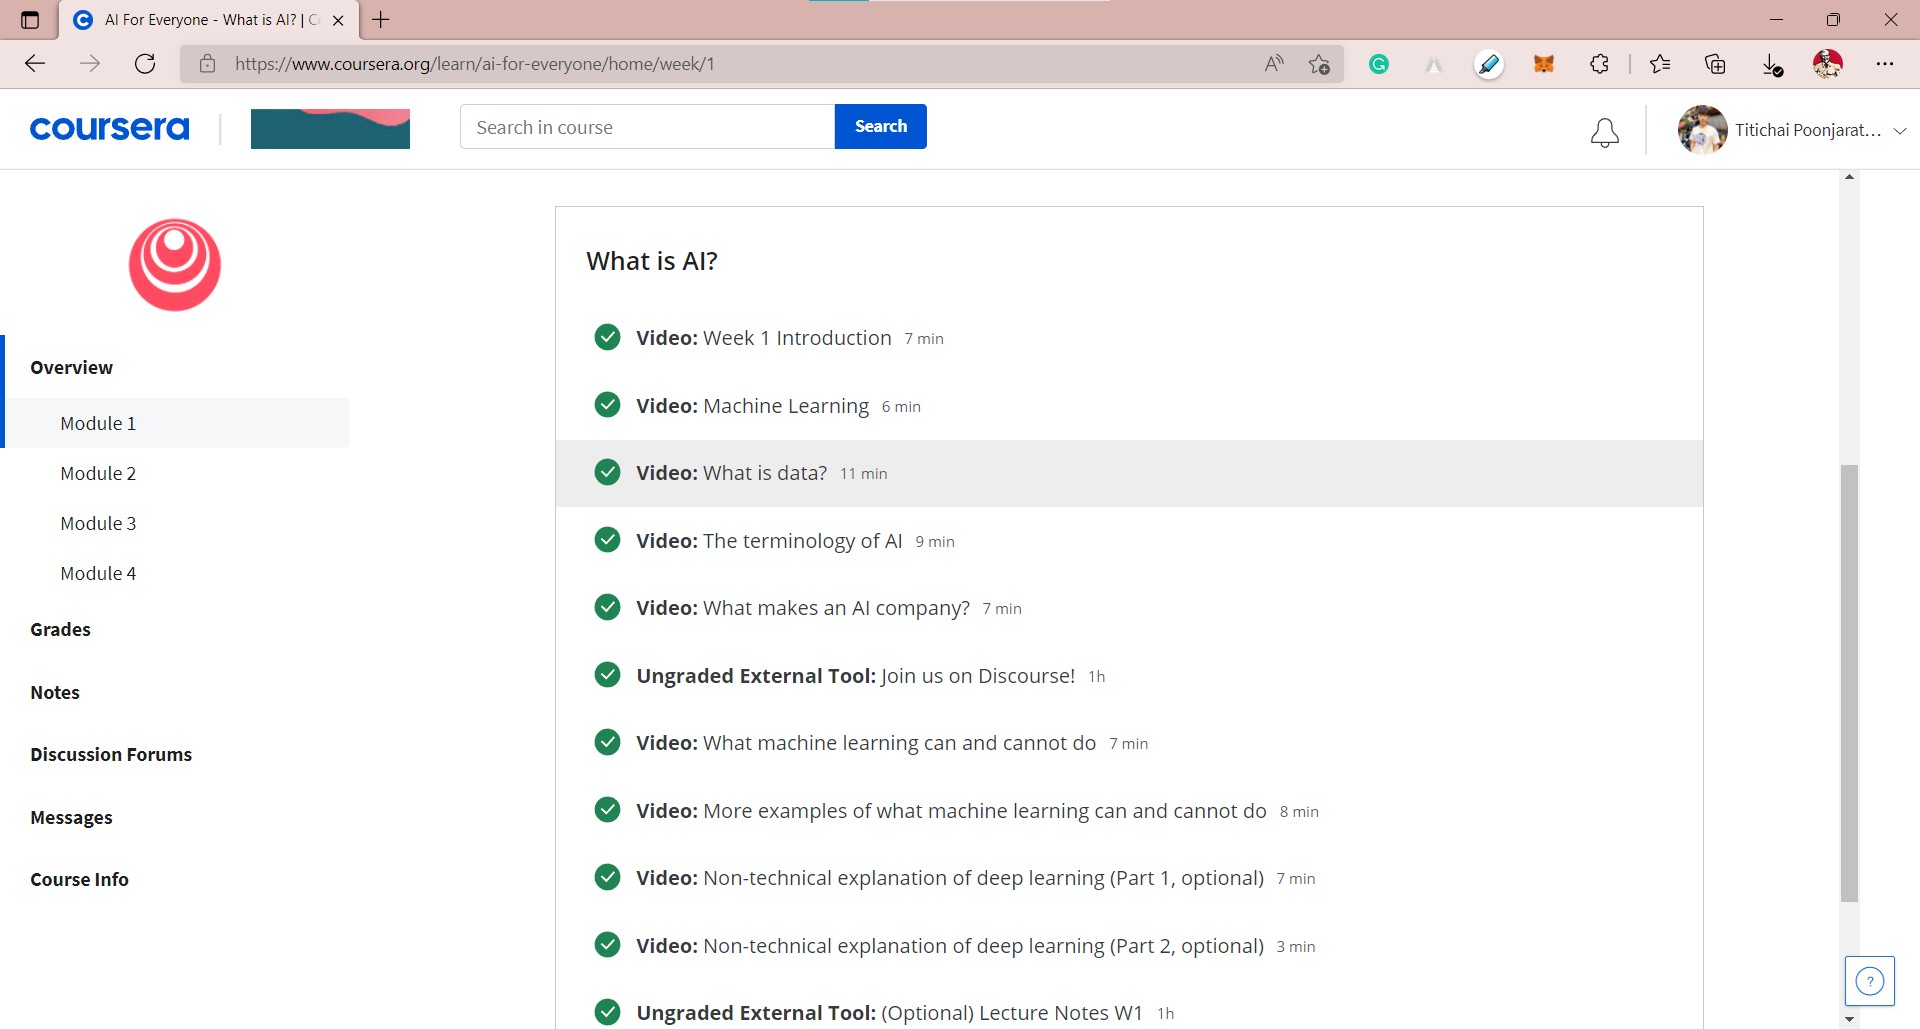 AI For Everyone - What is AI? | C
https://www.coursera.org/learn/ai-for-everyone/home/week/1
coursera
Search in course
Search
Titichai Poonjarat...
Overview
Module 1
Module 2
Module 3
Module 4
Grades
Notes
Discussion Forums
Messages
Course Info
What is AI?
Video: Week 1 Introduction 7 min
Video: Machine Learning 6 min
Video: What is data? 11 min
Video: The terminology of AI 9 min
Video: What makes an AI company? 7 min
Ungraded External Tool: Join us on Discourse! 1h
Video: What machine learning can and cannot do 7 min
Video: More examples of what machine learning can and cannot do 8 min
Video: Non-technical explanation of deep learning (Part 1, optional) 7 min
Video: Non-technical explanation of deep learning (Part 2, optional) 3 min
Ungraded External Tool: (Optional) Lecture Notes W1 1h